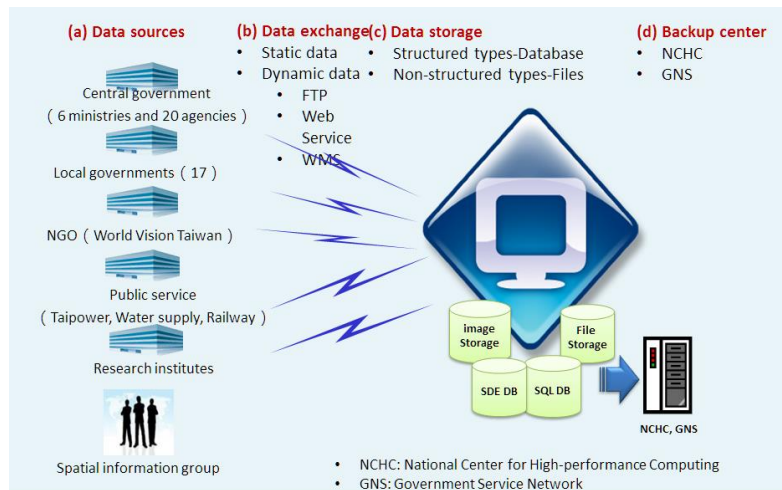 (a) Data sources
Central government
( 6 ministries and 20 agencies )
Local governments ( 17 )
NGO ( World Vision Taiwan )
Public service
( Taipower, Water supply, Railway )
Research institutes
Spatial information group
(b) Data exchange
• Static data
• Dynamic data
• FTP
• Web
Service
• WMS
(c) Data storage
• Structured types-Database
• Non-structured types-Files
image
Storage
File
Storage
SDE DB
SQL DB
(d) Backup center
• NCHC
• GNS
NCHC, GNS
• NCHC: National Center for High-performance Computing
• GNS: Government Service Network